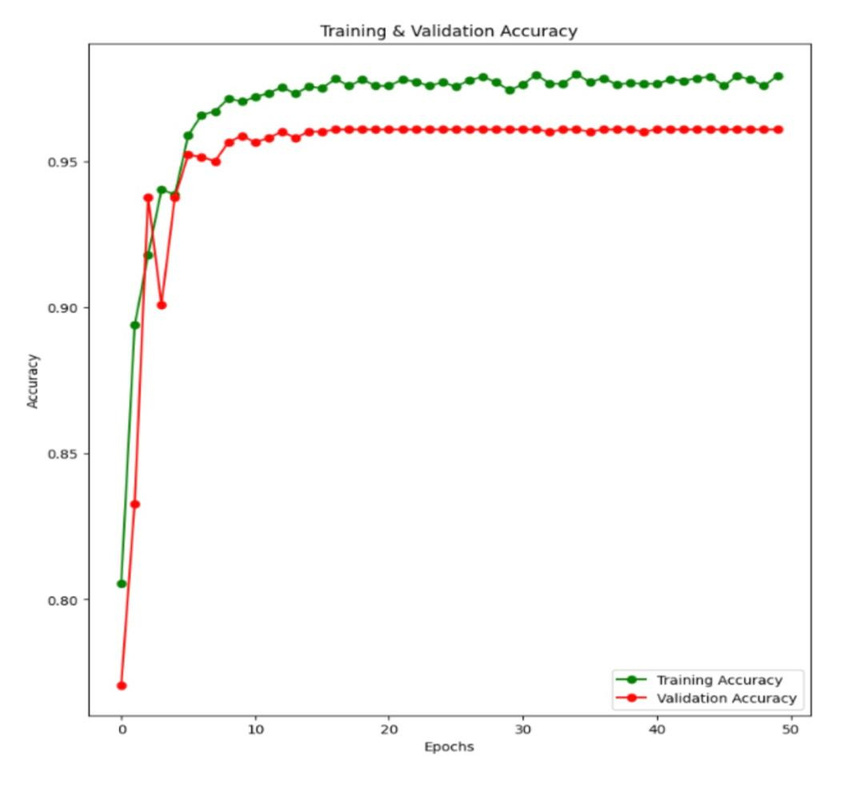 Training & Validation Accuracy
0.95
0.90
0.85
0.80
Accuracy
0 10 20 30 40 50
Epochs
Training Accuracy
Validation Accuracy